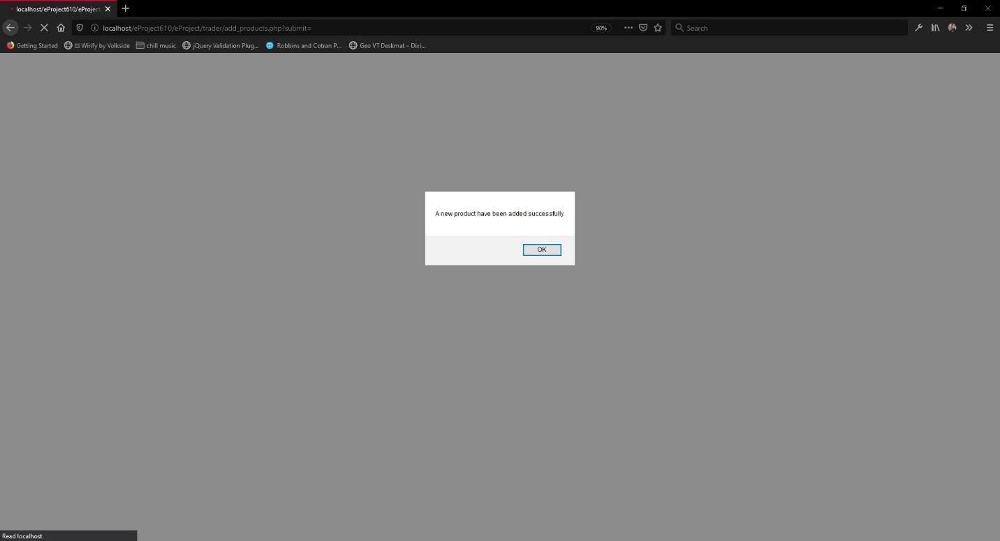 localhost/eProject610/eProject
localhost/eProject610/eProject/trader/add_products.php?submit=
90%
Search
Getting Started
Wirify by Volkside
chill music
jQuery Validation Plug...
Robbins and Cotran P...
Geo VT Deskmat – Dixi...
A new product have been added successfully.
OK
Read localhost